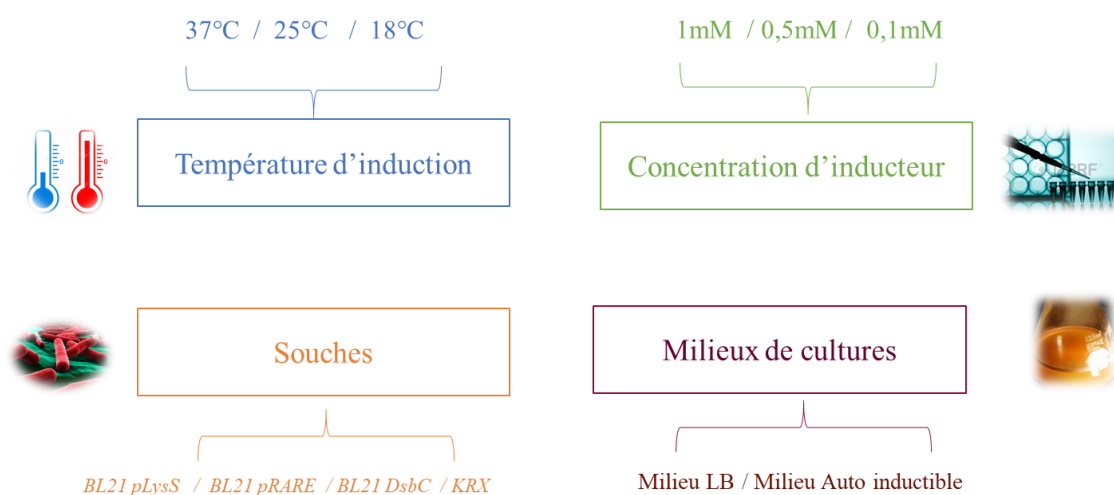 37°C / 25°C / 18°C
1mM / 0,5mM / 0,1mM
Température d'induction
Concentration d'inducteur
Souches
Milieux de cultures
BL21 pLysS / BL21 pRARE / BL21 DsbC / KRX
Milieu LB / Milieu Auto inductible